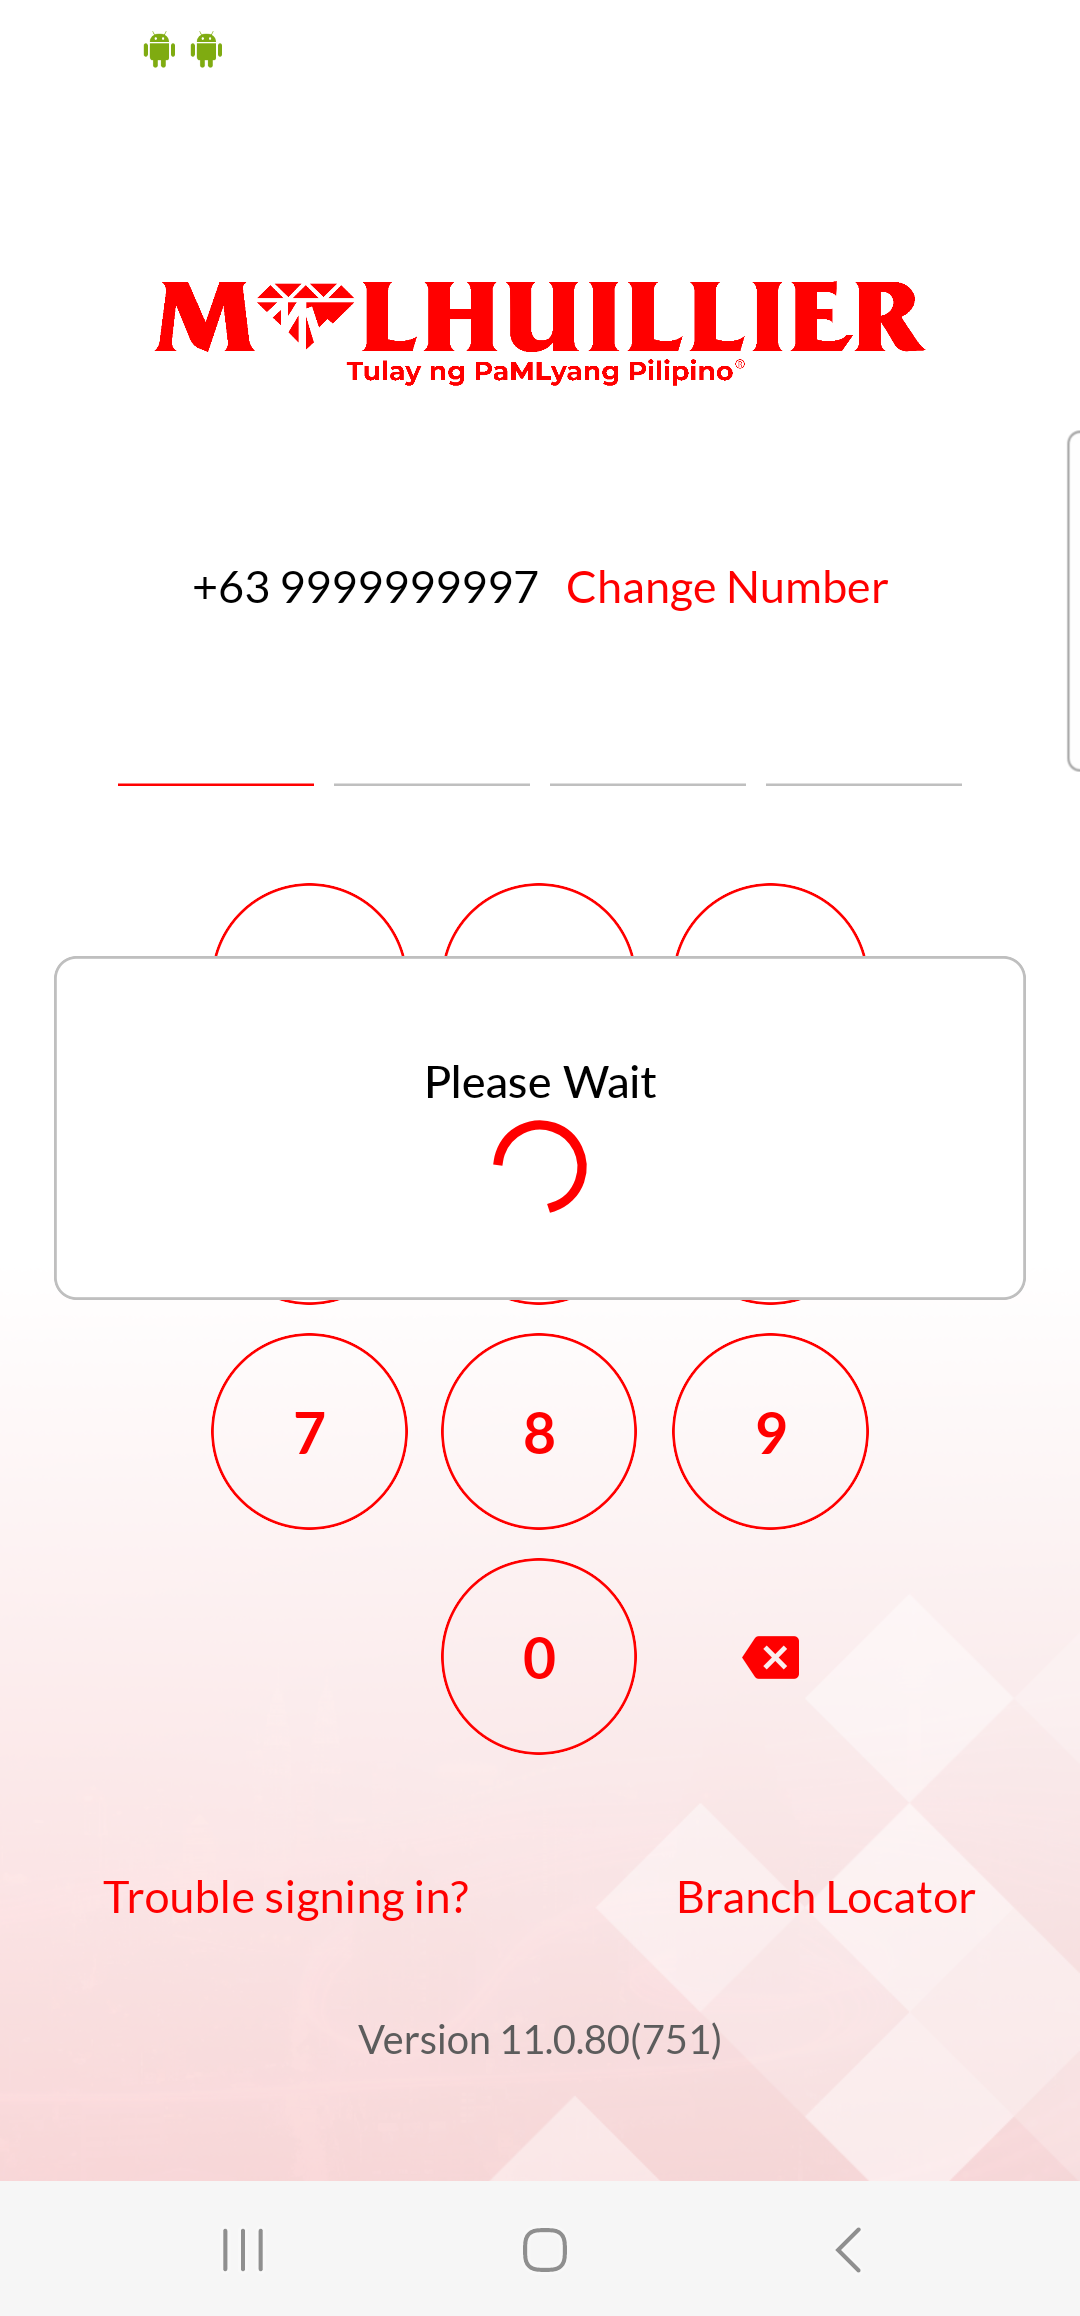 M LHUILLIER
Tulay ng PaMLyang Pilipino®
+63 9999999997 Change Number
Please Wait
7 8 9
0
Trouble signing in? Branch Locator
Version 11.0.80(751)